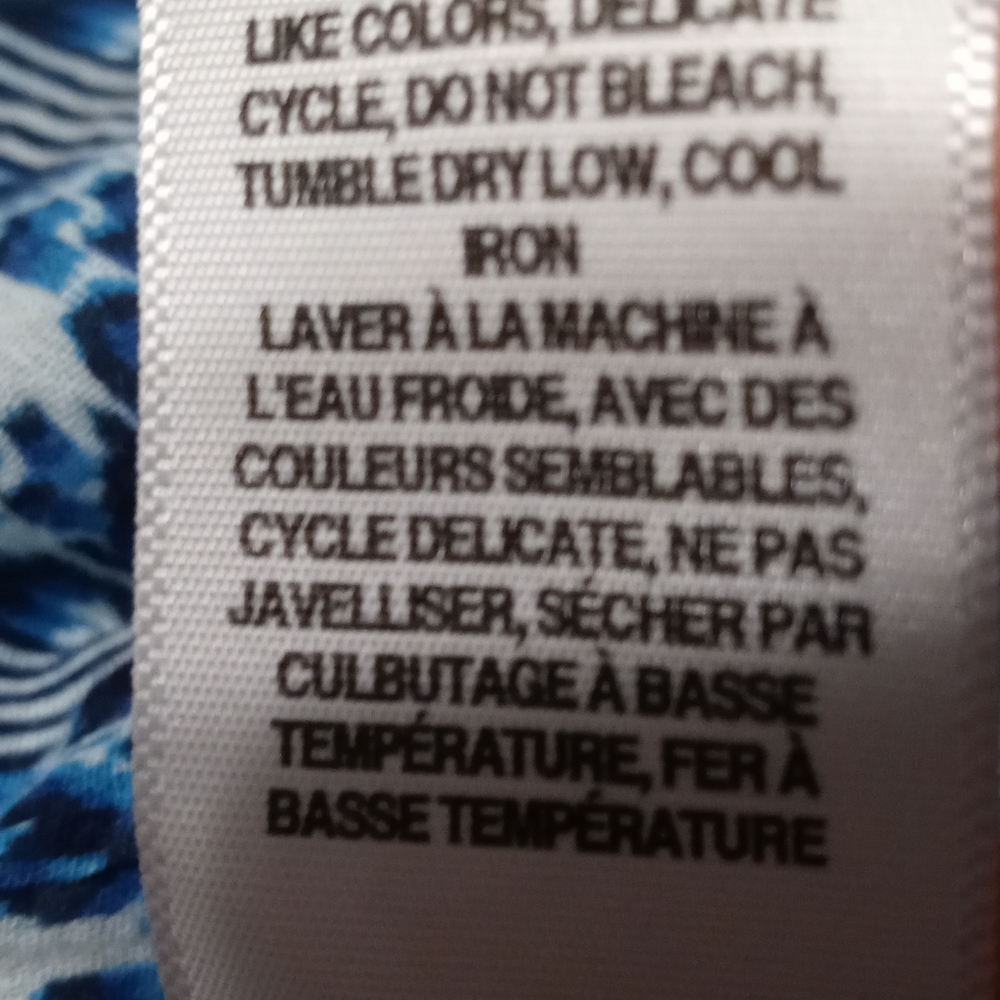 LIKE COLORS, DELICATE
CYCLE, DO NOT BLEACH,
TUMBLE DRY LOW, COOL
IRON
LAVER À LA MACHINE À
L'EAU FROIDE, AVEC DES
COULEURS SEMBLABLES,
CYCLE DELICATE, NE PAS
JAVELLISER, SÉCHER PAR
CULBUTAGE À BASSE
TEMPÉRATURE, FER À
BASSE TEMPÉRATURE